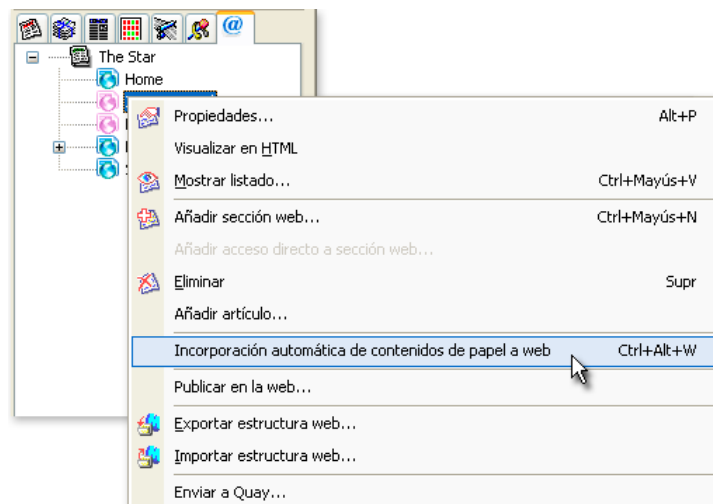 @
The Star
Home
Propiedades... Alt+P
Visualizar en HTML
Mostrar listado... Ctrl+Mayús+V
Añadir sección web... Ctrl+Mayús+N
Añadir acceso directo a sección web...
Eliminar Supr
Añadir artículo...
Incorporación automática de contenidos de papel a web Ctrl+Alt+W
Publicar en la web...
Exportar estructura web...
Importar estructura web...
Enviar a Quay...